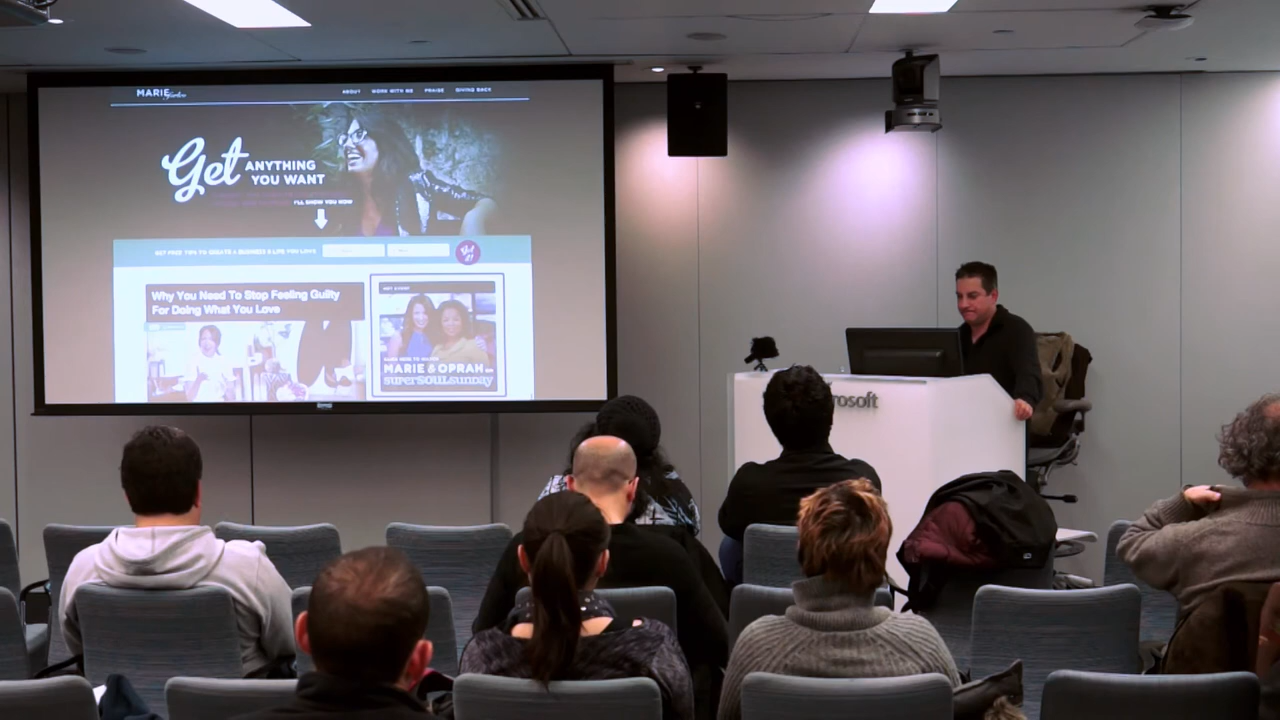 MARIE
ABOUT WORK WITH ME PRAISE GIVING BACK
Get ANYTHING
YOU WANT
I'LL SHOW YOU HOW
GET FREE TIPS TO CREATE A BUSINESS & LIFE YOU LOVE
Why You Need To Stop Feeling Guilty
For Doing What You Love
MARIE & OPRAH
SUPERSOULSUNDAY
rosoft